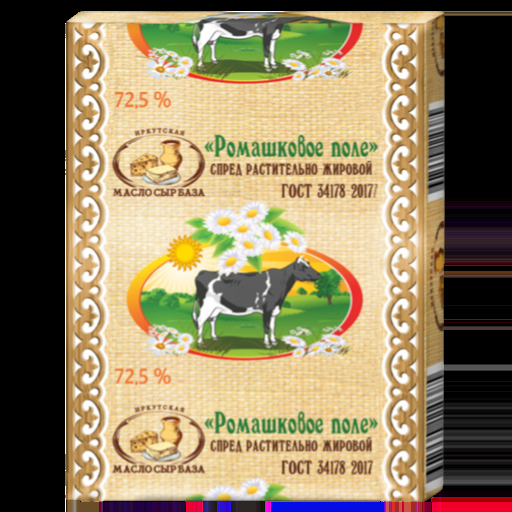 72,5 %
ИРКУТСКАЯ
МАСЛОСЫРБАЗА
«Ромашковое поле»
СПРЕД РАСТИТЕЛЬНО ЖИРОВОЙ
ГОСТ 34178-2017
72,5 %
ИРКУТСКАЯ
МАСЛОСЫРБАЗА
«Ромашковое поле»
СПРЕД РАСТИТЕЛЬНО ЖИРОВОЙ
ГОСТ 34178-2017